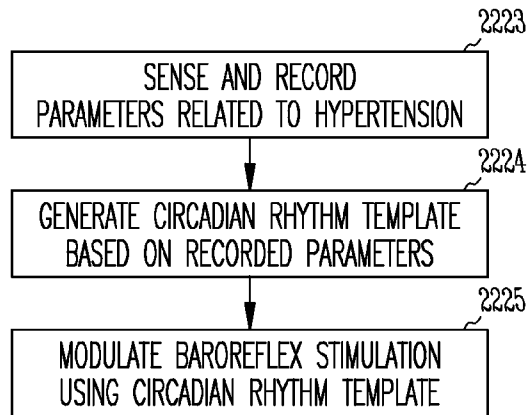 2223
SENSE AND RECORD
PARAMETERS RELATED TO HYPERTENSION
2224
GENERATE CIRCADIAN RHYTHM TEMPLATE
BASED ON RECORDED PARAMETERS
2225
MODULATE BAROREFLEX STIMULATION
USING CIRCADIAN RHYTHM TEMPLATE